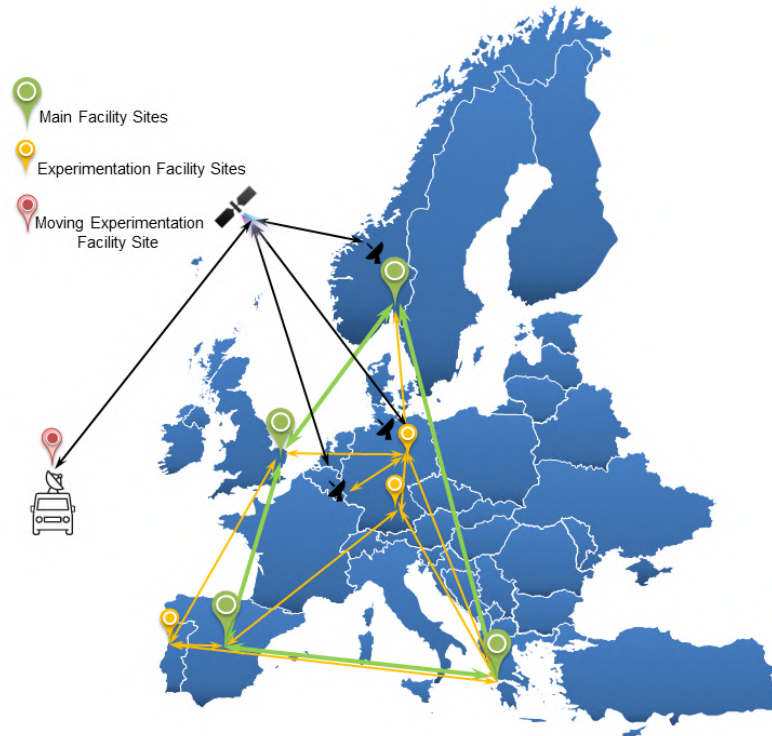 Main Facility Sites
Experimentation Facility Sites
Moving Experimentation
Facility Site